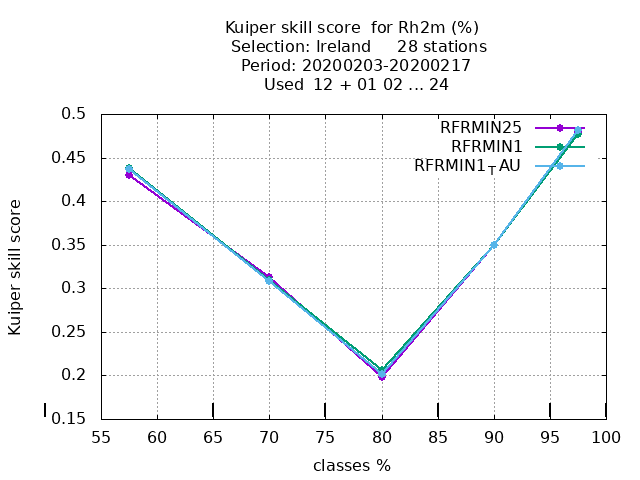 Kuiper skill score  for Rh2m (%)
Selection: Ireland     28 stations
Period: 20200203-20200217
Used  12 + 01 02 ... 24
RFRMIN25
RFRMIN1
RFRMIN1TAU
0.5
0.45
0.4
0.35
0.3
0.25
0.2
0.15
Kuiper skill score
55 60 65 70 75 80 85 90 95 100
classes %